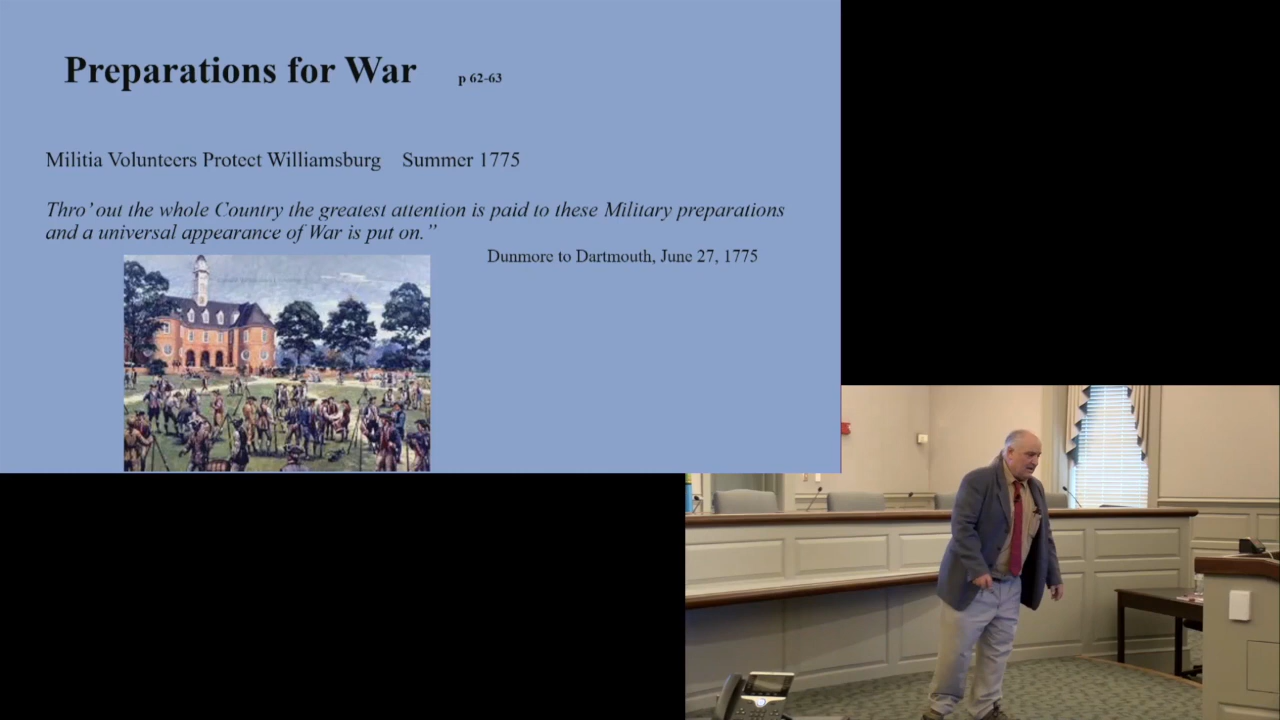 Preparations for War p 62-63
Militia Volunteers Protect Williamsburg Summer 1775
Thro’ out the whole Country the greatest attention is paid to these Military preparations
and a universal appearance of War is put on.”
Dunmore to Dartmouth, June 27, 1775